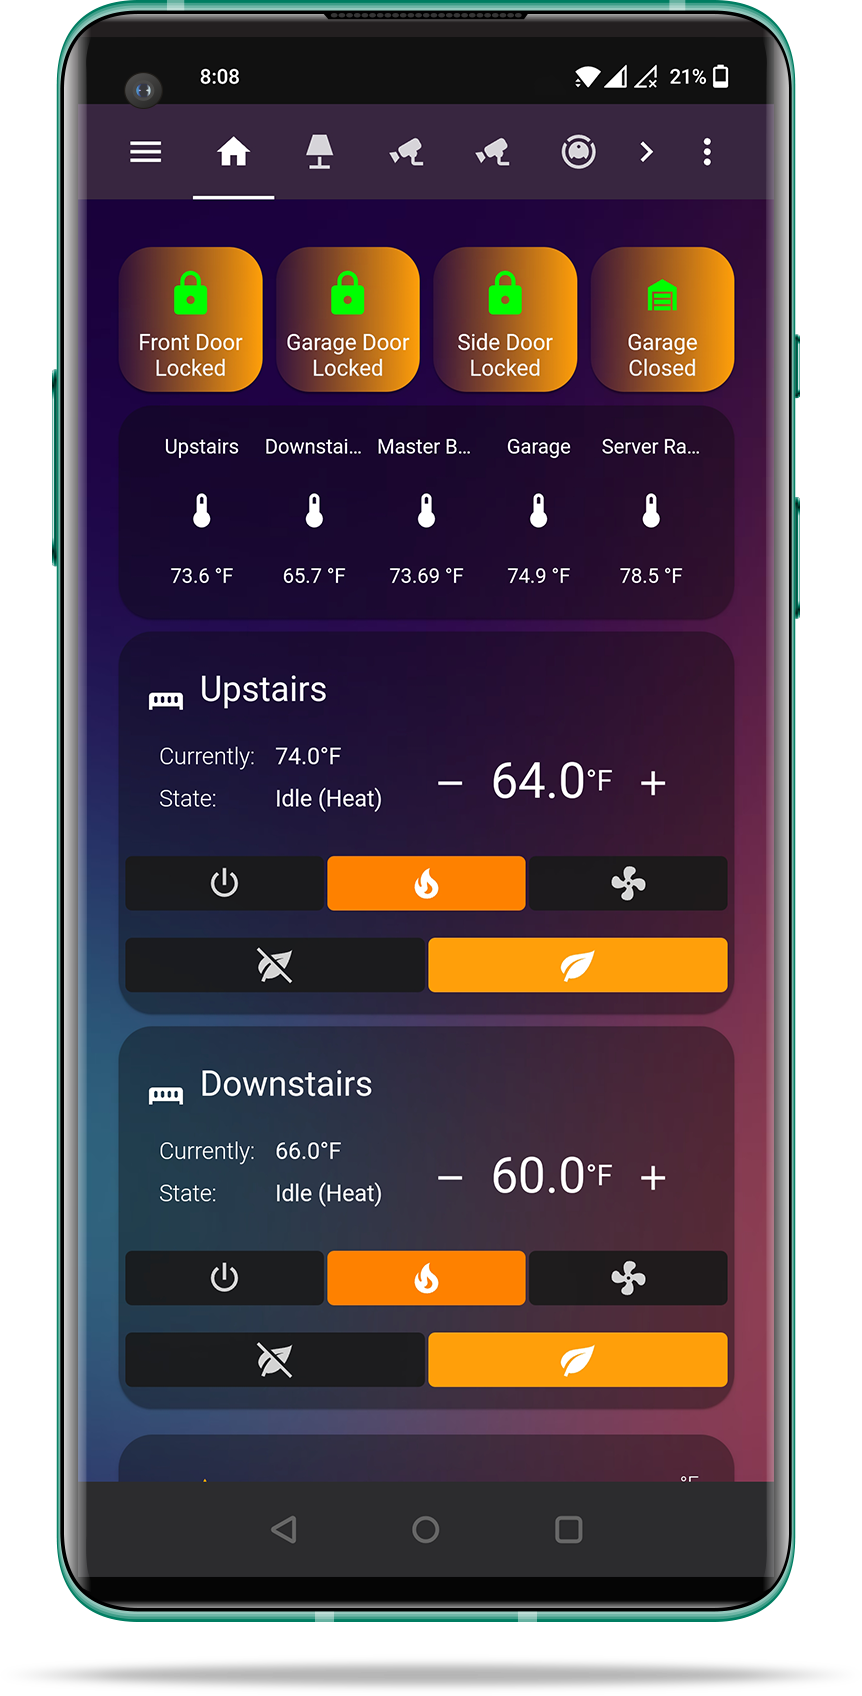 8:08 21%
Front Door Garage Door Side Door Garage
Locked Locked Locked Closed
Upstairs Downstai... Master B... Garage Server Ra...
73.6 °F 65.7 °F 73.69 °F 74.9 °F 78.5 °F
Upstairs
Currently: 74.0°F
− 64.0°F +
State: Idle (Heat)
Downstairs
Currently: 66.0°F
− 60.0°F +
State: Idle (Heat)
°F